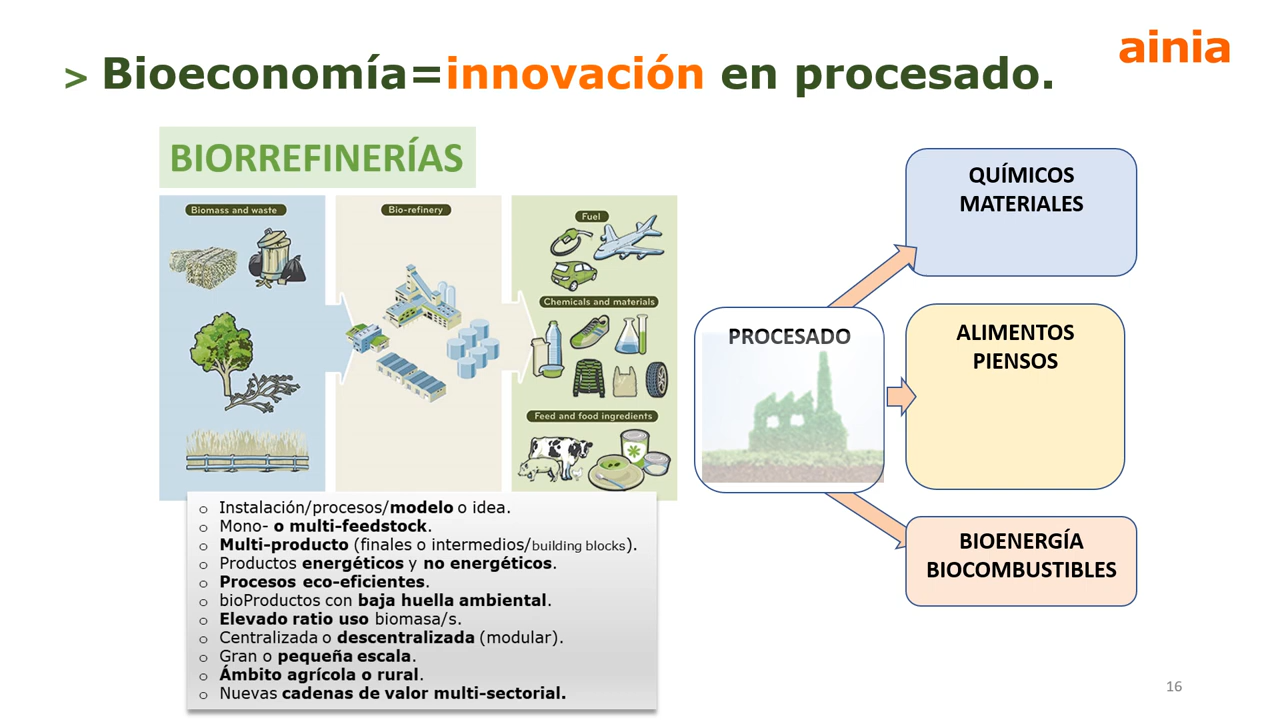 > Bioeconomía=innovación en procesado.
ainia
BIORREFINERÍAS
Biomass and waste
Bio-refinery
Fuel
Chemicals and materials
Feed and food ingredients
o Instalación/procesos/modelo o idea.
o Mono- o multi-feedstock.
o Multi-producto (finales o intermedios/building blocks).
o Productos energéticos y no energéticos.
o Procesos eco-eficientes.
o bioProductos con baja huella ambiental.
o Elevado ratio uso biomasa/s.
o Centralizada o descentralizada (modular).
o Gran o pequeña escala.
o Ámbito agrícola o rural.
o Nuevas cadenas de valor multi-sectorial.
PROCESADO
QUÍMICOS
MATERIALES
ALIMENTOS
PIENSOS
BIOENERGÍA
BIOCOMBUSTIBLES
16